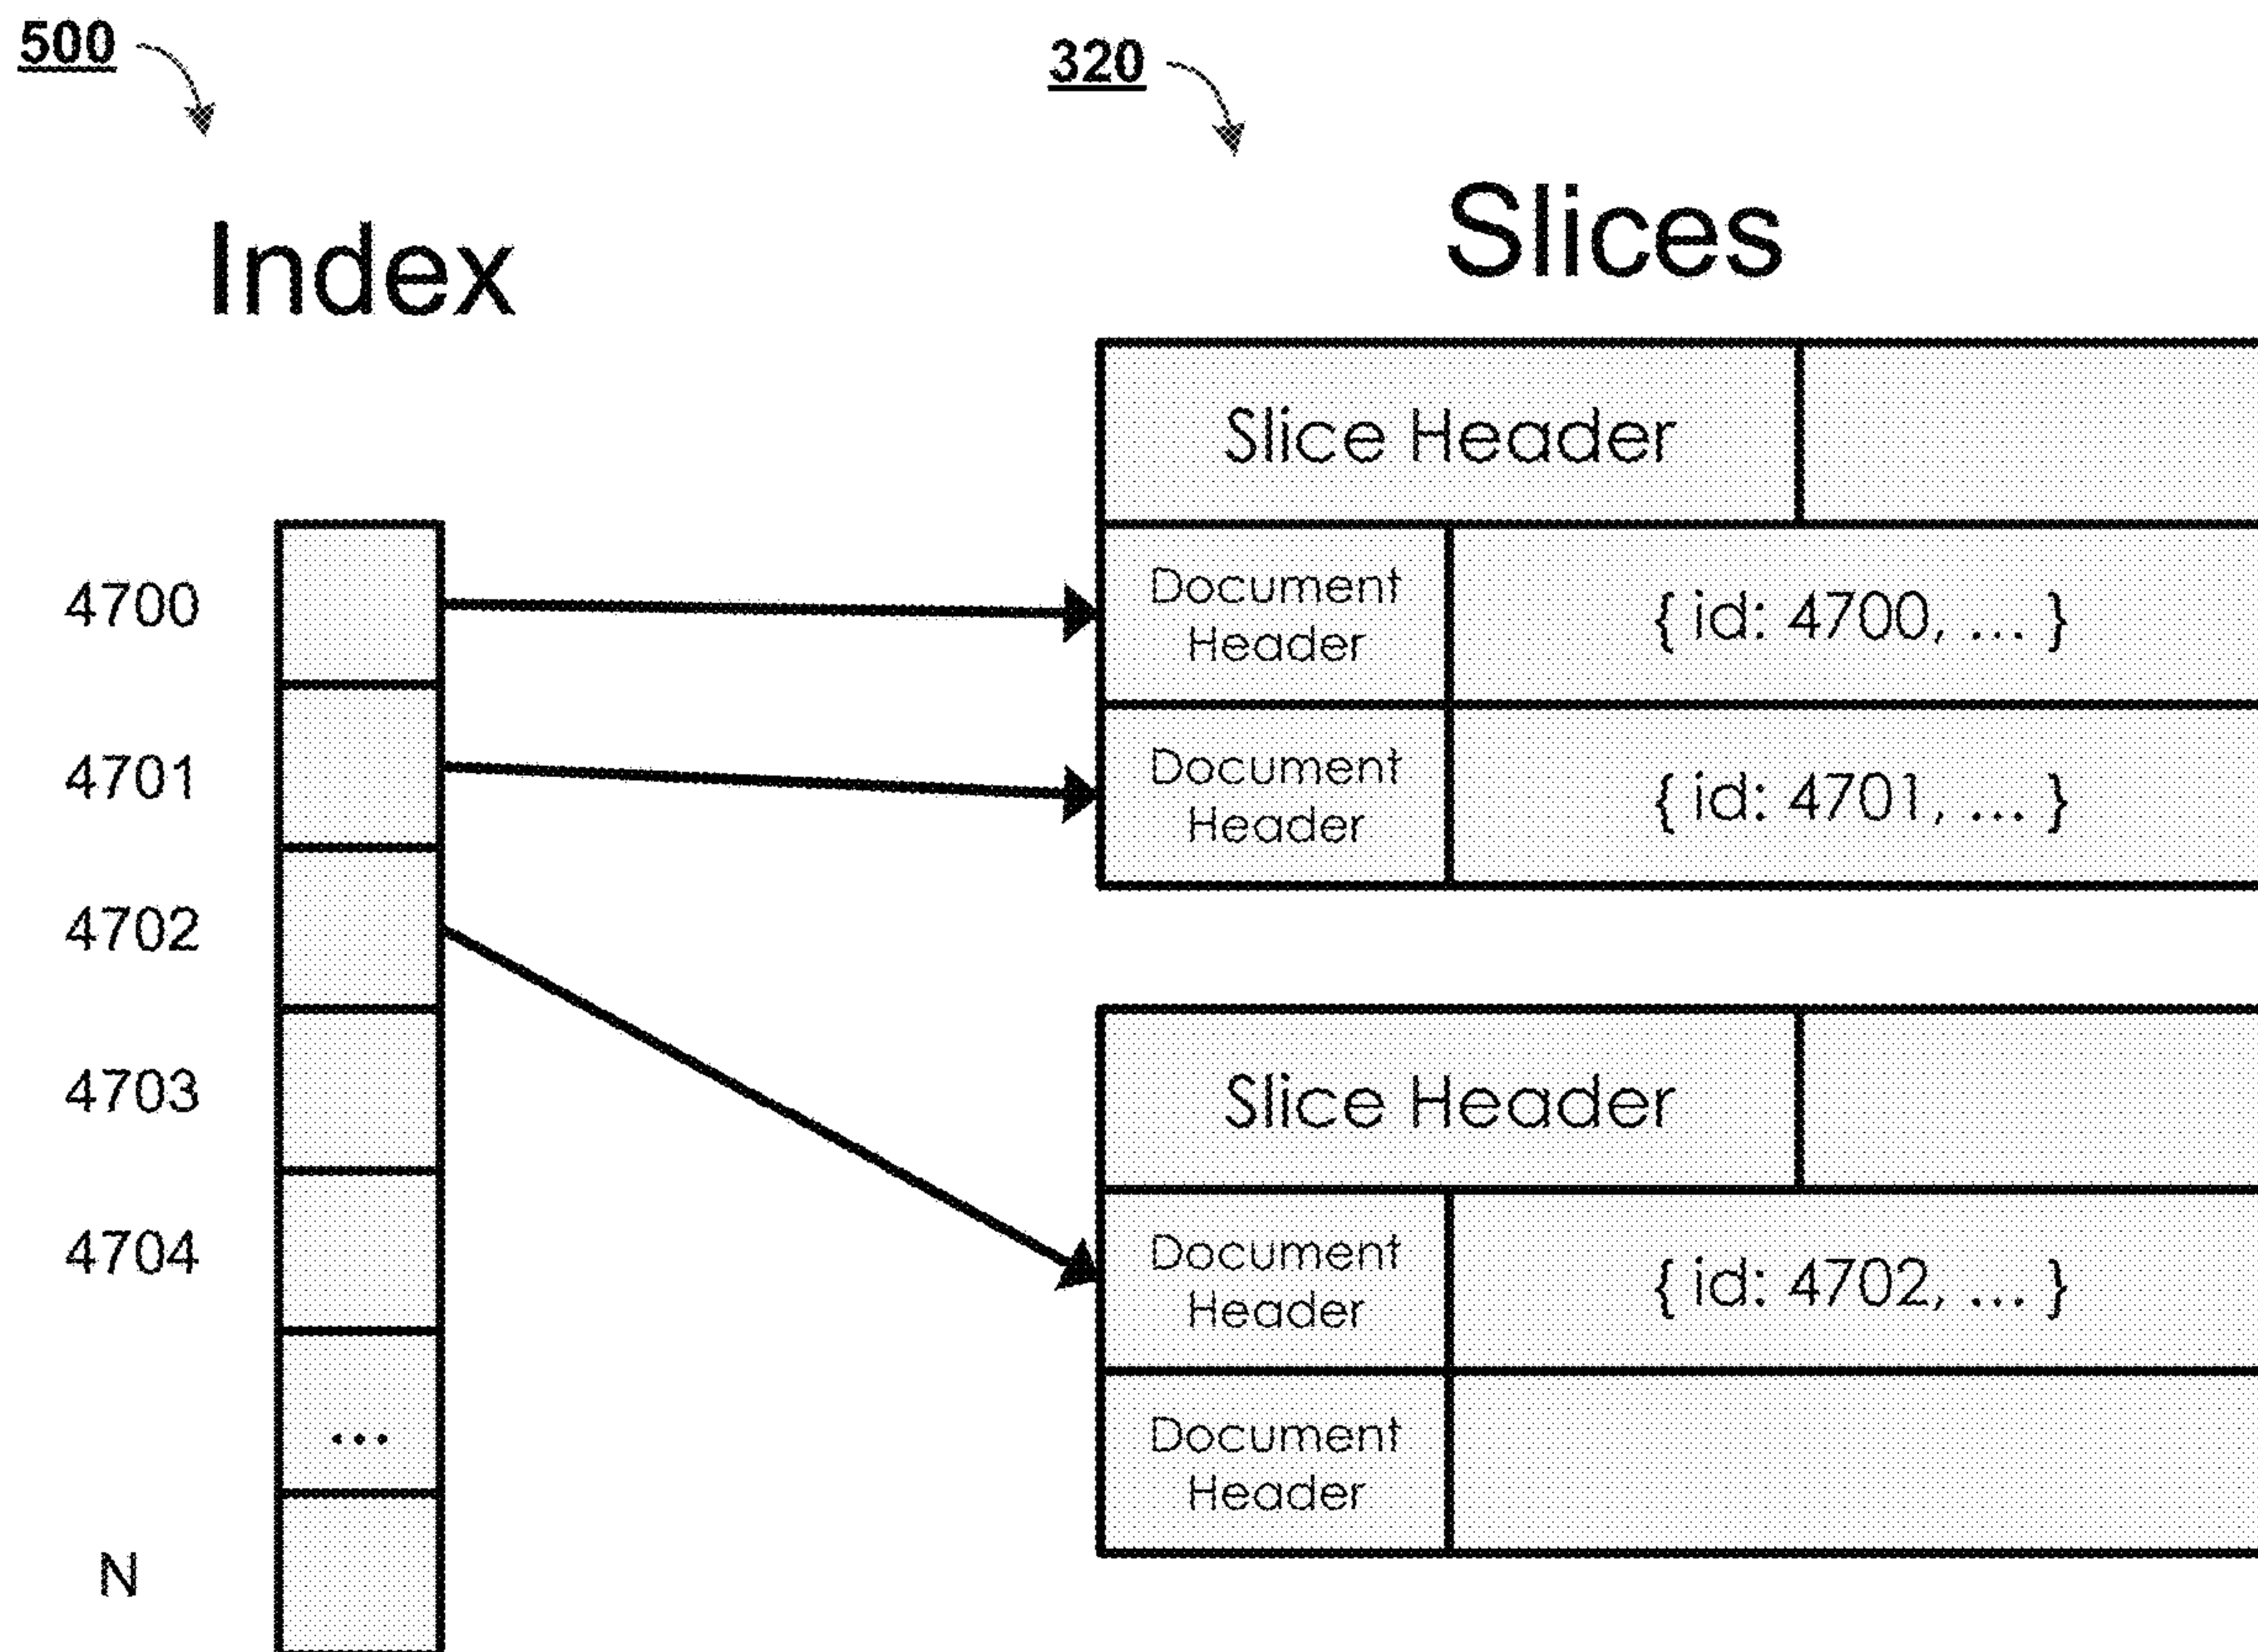 500
320
Index
Slices
Slice Header
4700
Document
Header
{ id: 4700, ... }
4701
Document
Header
{ id: 4701, ... }
4702
4703
Slice Header
4704
Document
Header
{ id: 4702, ... }
...
Document
Header
N